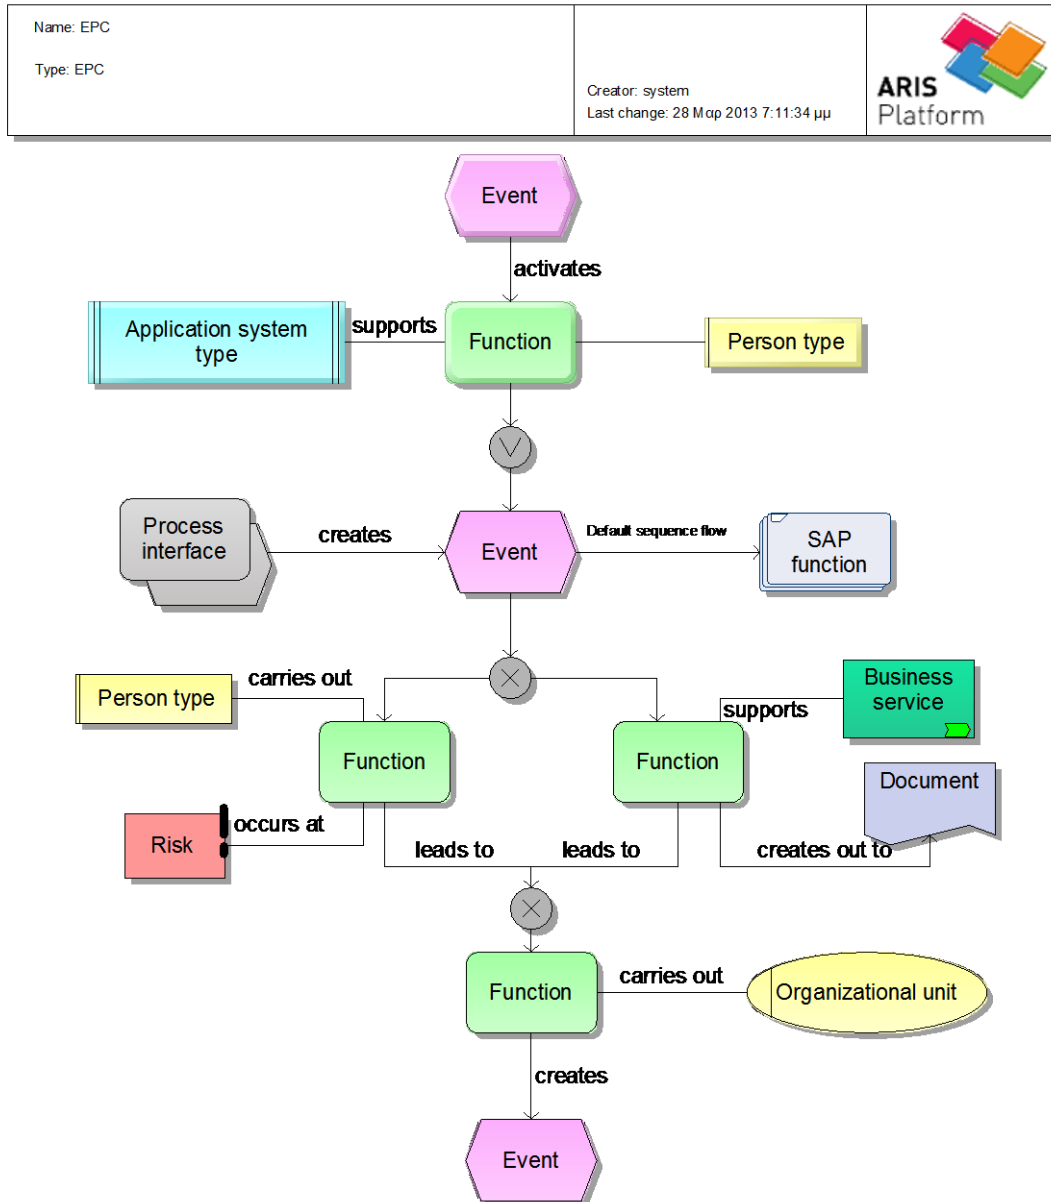 Name: EPC
Type: EPC
Creator: system
Last change: 28 Μαρ 2013 7:11:34 μμ
ARIS
Platform
Event
activates
Application system
type
supports
Function
Person type
Process
interface
creates
Event
Default sequence flow
SAP
function
Person type
carries out
Business
service
supports
Function
Function
Document
Risk
occurs at
leads to
leads to
creates out to
Function
carries out
Organizational unit
creates
Event